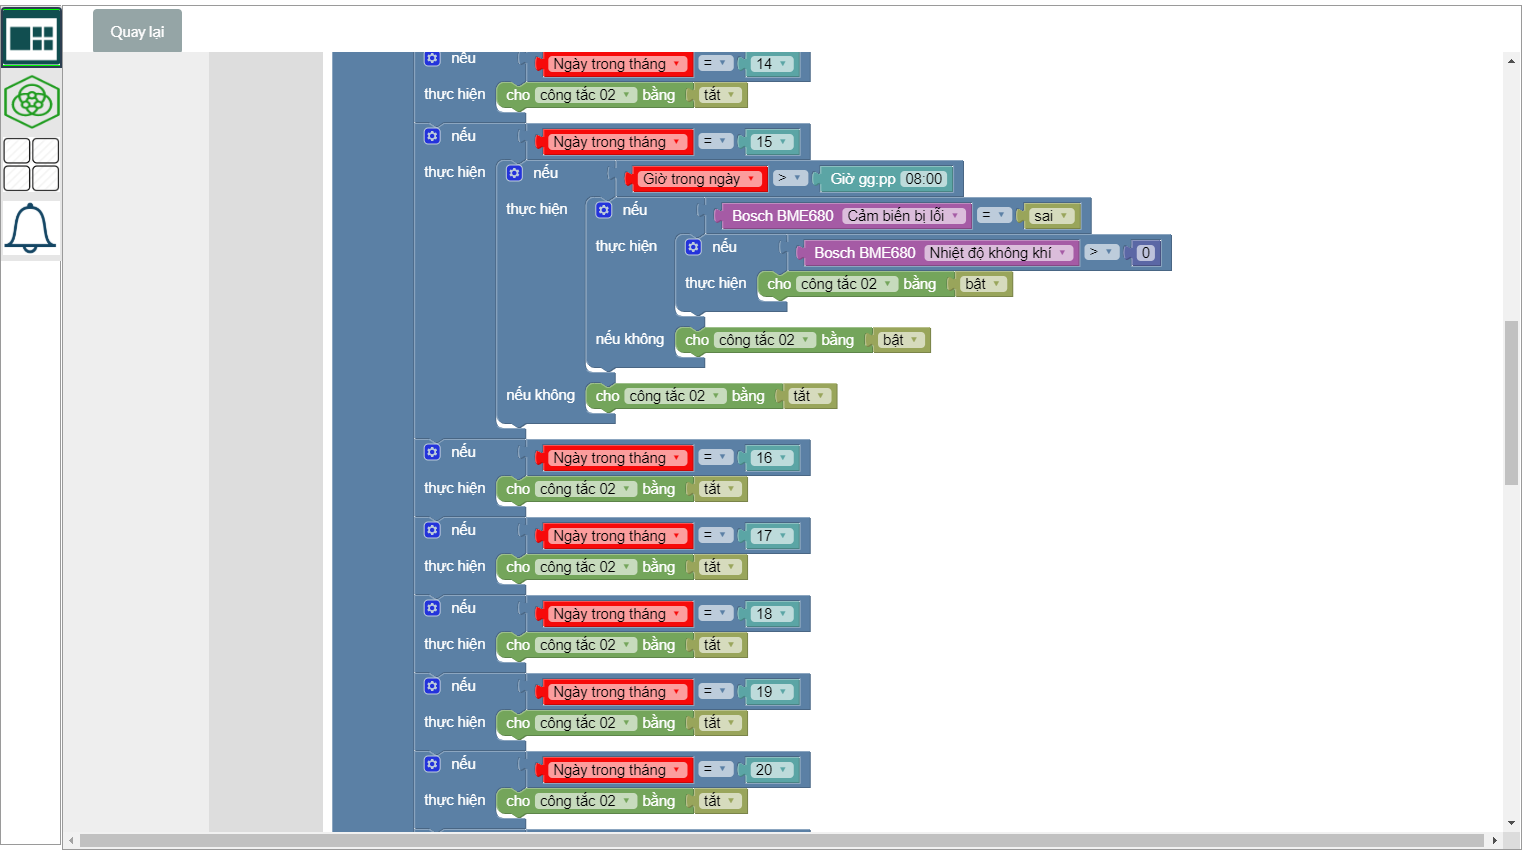 Quay lại
nếu Ngày trong tháng = 14
thực hiện cho công tắc 02 bằng tắt
nếu Ngày trong tháng = 15
thực hiện nếu Giờ trong ngày > Giờ gg:pp 08:00
thực hiện nếu Bosch BME680 Cảm biến bị lỗi = sai
thực hiện nếu Bosch BME680 Nhiệt độ không khí > 0
thực hiện cho công tắc 02 bằng bật
nếu không cho công tắc 02 bằng bật
nếu không cho công tắc 02 bằng tắt
nếu Ngày trong tháng = 16
thực hiện cho công tắc 02 bằng tắt
nếu Ngày trong tháng = 17
thực hiện cho công tắc 02 bằng tắt
nếu Ngày trong tháng = 18
thực hiện cho công tắc 02 bằng tắt
nếu Ngày trong tháng = 19
thực hiện cho công tắc 02 bằng tắt
nếu Ngày trong tháng = 20
thực hiện cho công tắc 02 bằng tắt